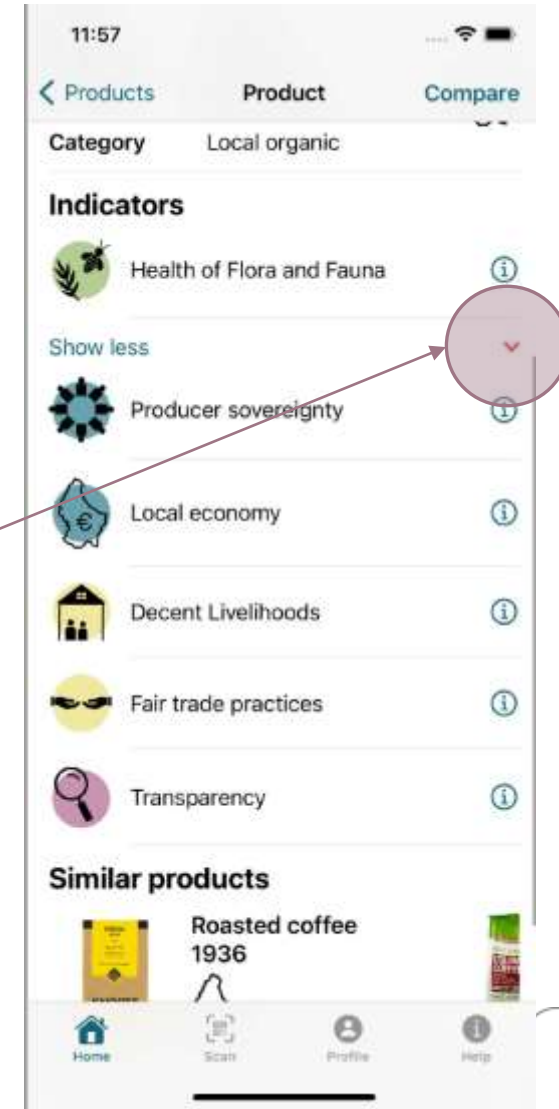 11:57
Products Product Compare
Category Local organic
Indicators
Health of Flora and Fauna
Show less
Producer sovereignty
€
Local economy
Decent Livelihoods
Fair trade practices
Transparency
Similar products
Roasted coffee
1936
Home Scan Profile Help